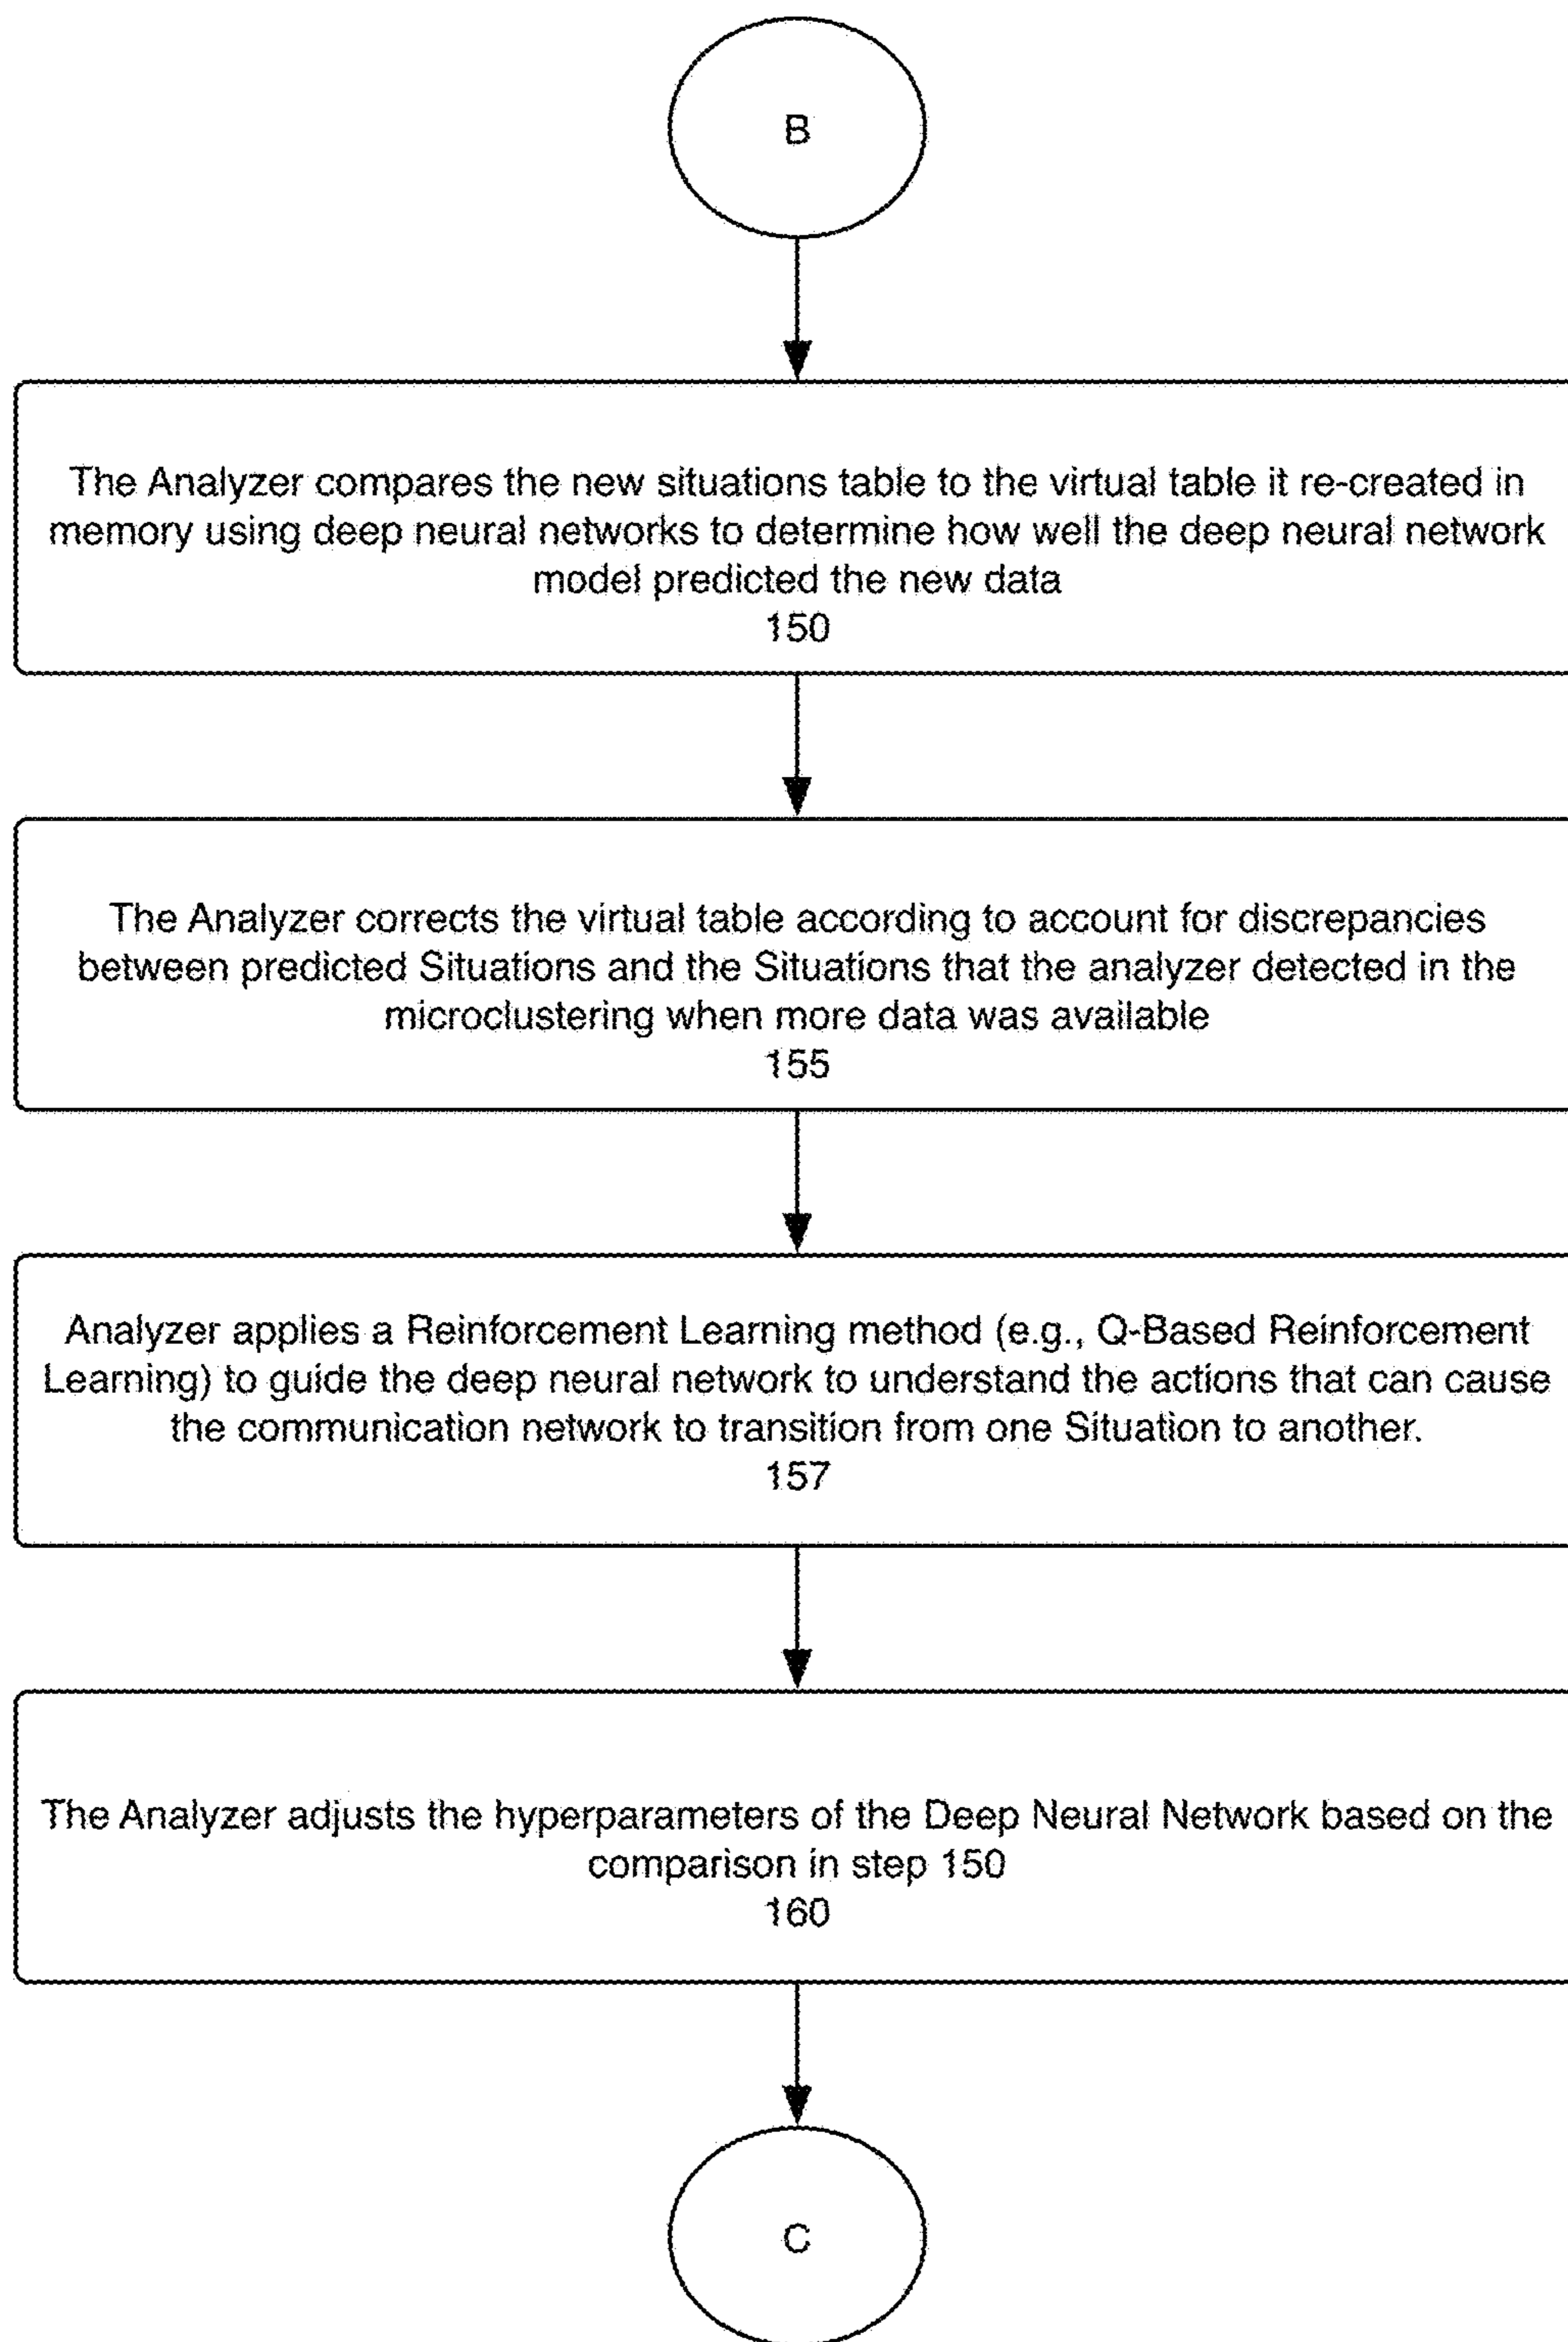 B
The Analyzer compares the new situations table to the virtual table it re-created in
memory using deep neural networks to determine how well the deep neural network
model predicted the new data
150
The Analyzer corrects the virtual table according to account for discrepancies
between predicted Situations and the Situations that the analyzer detected in the
microclustering when more data was available
155
Analyzer applies a Reinforcement Learning method (e.g., Q-Based Reinforcement
Learning) to guide the deep neural network to understand the actions that can cause
the communication network to transition from one Situation to another.
157
The Analyzer adjusts the hyperparameters of the Deep Neural Network based on the
comparison in step 150
160
C